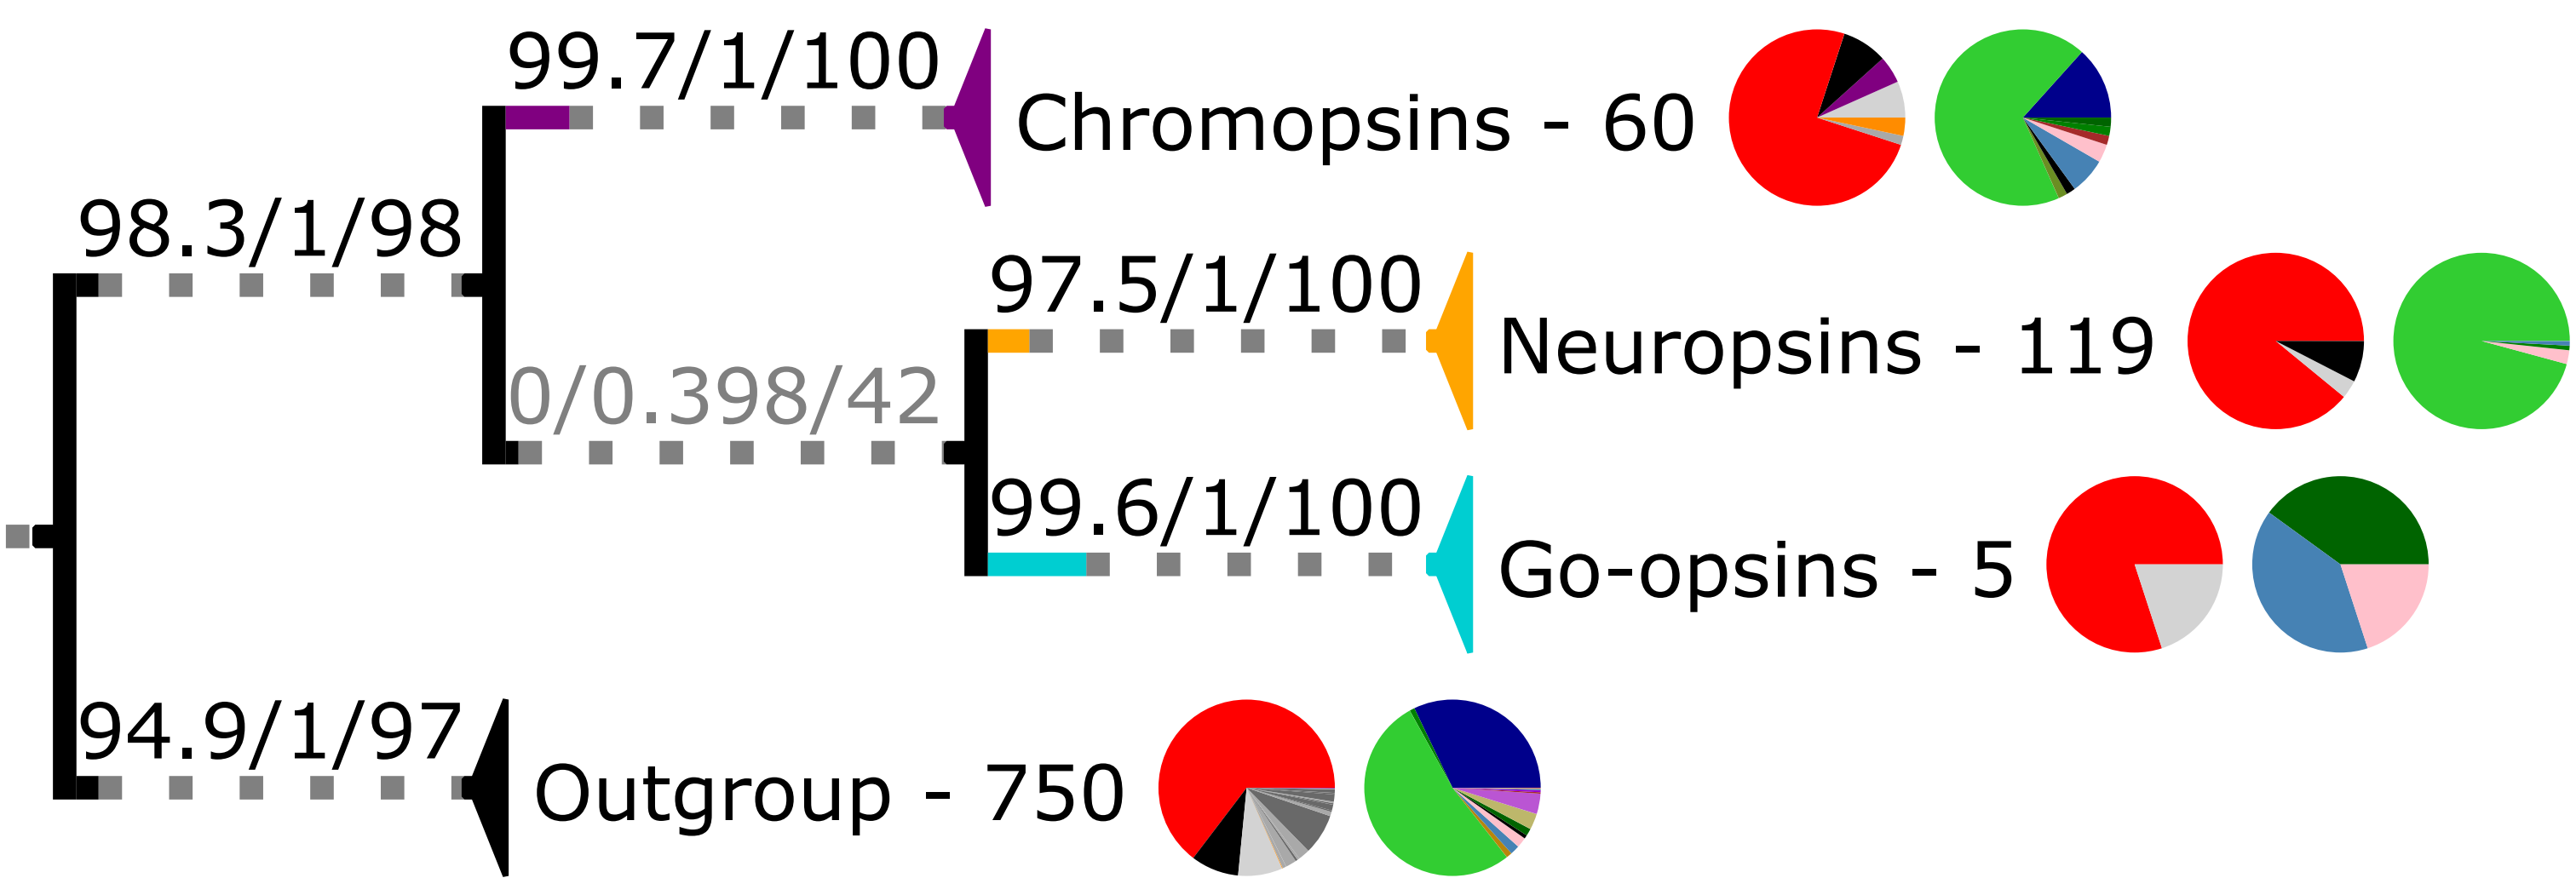 99.7/1/100
Chromopsins - 60
98.3/1/98
97.5/1/100
Neuropsins - 119
0/0.398/42
99.6/1/100
Go-opsins - 5
94.9/1/97
Outgroup - 750